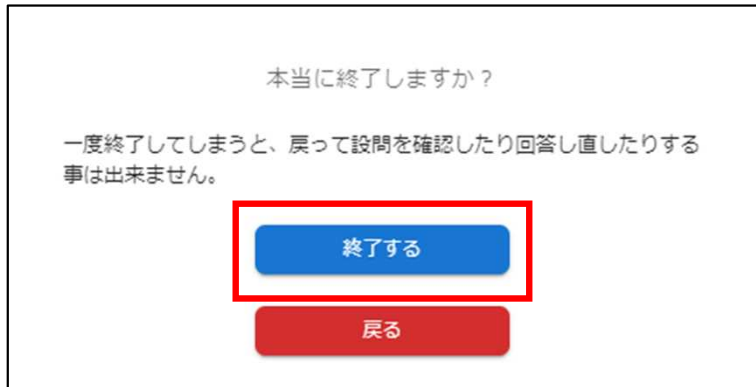 本当に終了しますか？
一度終了してしまうと、戻って設問を確認したり回答し直したりする
事は出来ません。
終了する
戻る